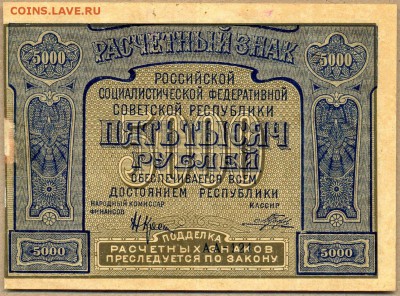 COINS.LAVE.RU
РАСЧЕТНЫЙ ЗНАК
5000 5000
РОССИЙСКОЙ
СОЦИАЛИСТИЧЕСКОЙ ФЕДЕРАТИВНОЙ
СОВЕТСКОЙ РЕСПУБЛИКИ
ПЯТЬ ТЫСЯЧ
РУБЛЕЙ
5000
ОБЕСПЕЧИВАЕТСЯ ВСЕМ
ДОСТОЯНИЕМ РЕСПУБЛИКИ
НАРОДНЫЙ КОМИССАР
ФИНАНСОВ
КАССИР
5000 5000
ПОДДЕЛКА
РАСЧЕТНЫХ ЗНАКОВ
ПРЕСЛЕДУЕТСЯ ПО ЗАКОНУ